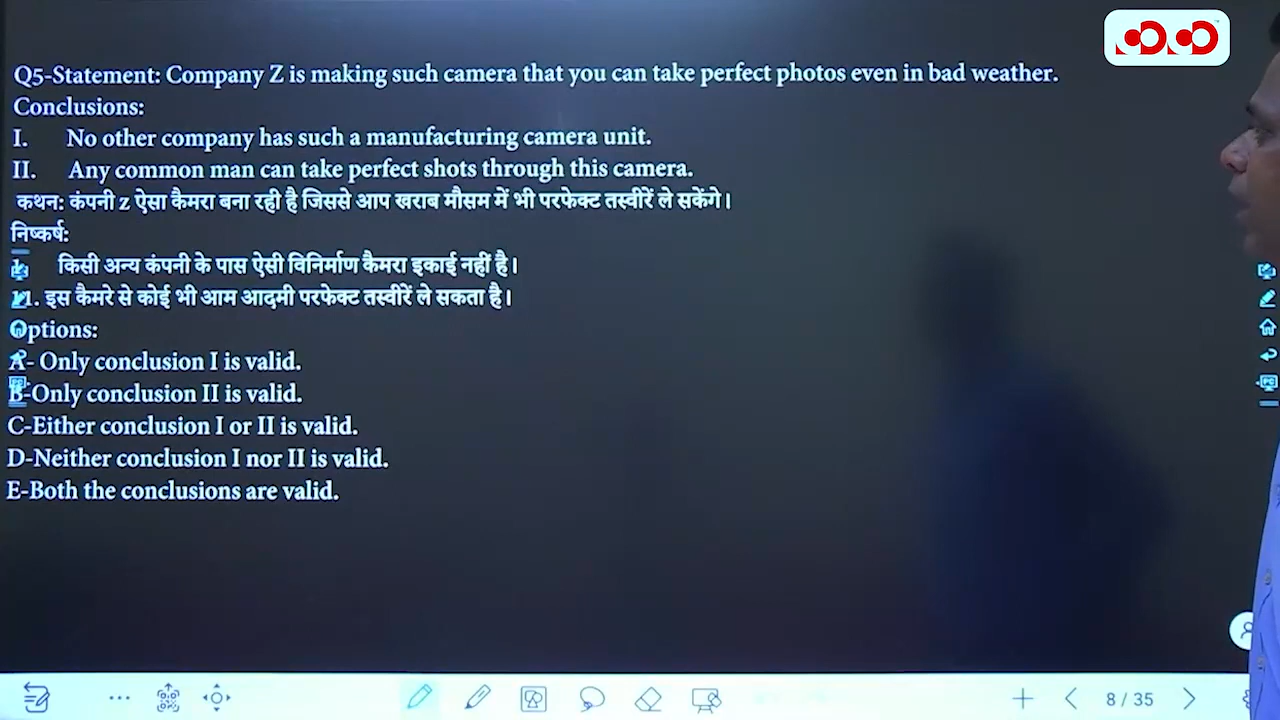 Q5-Statement: Company Z is making such camera that you can take perfect photos even in bad weather.
Conclusions:
I. No other company has such a manufacturing camera unit.
II. Any common man can take perfect shots through this camera.
कथन: कंपनी z ऐसा कैमरा बना रही है जिससे आप खराब मौसम में भी परफेक्ट तस्वीरें ले सकेंगे।
निष्कर्ष:
किसी अन्य कंपनी के पास ऐसी विनिर्माण कैमरा इकाई नहीं है।
1. इस कैमरे से कोई भी आम आदमी परफेक्ट तस्वीरें ले सकता है।
Options:
A- Only conclusion I is valid.
B-Only conclusion II is valid.
C-Either conclusion I or II is valid.
D-Neither conclusion I nor II is valid.
E-Both the conclusions are valid.
8 / 35